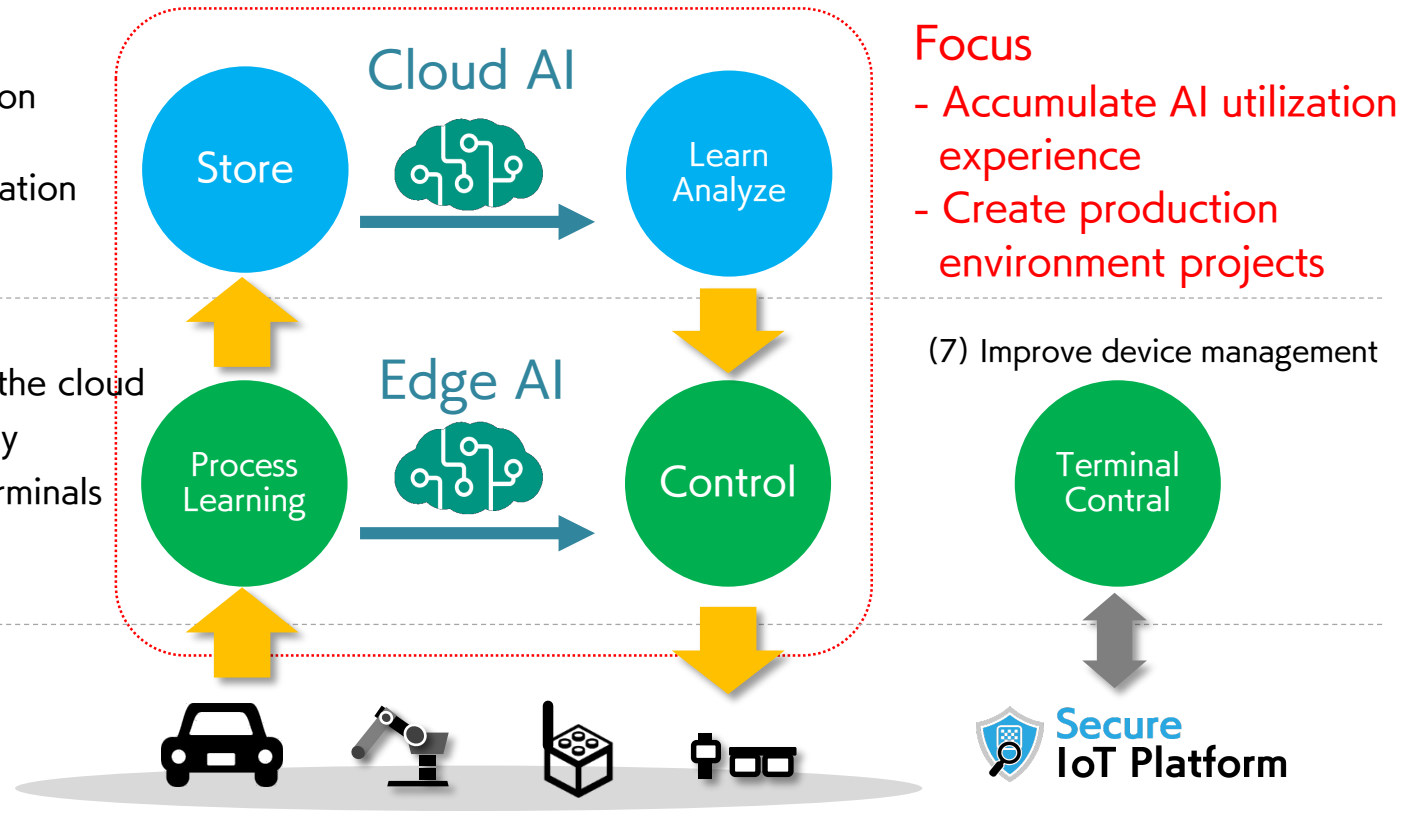 Cloud AI
on
ation
Store
Learn
Analyze
Focus
- Accumulate AI utilization
experience
- Create production
environment projects
(7) Improve device management
the cloud
y
rminals
Edge AI
Process
Learning
Control
Terminal
Contral
Secure
IoT Platform